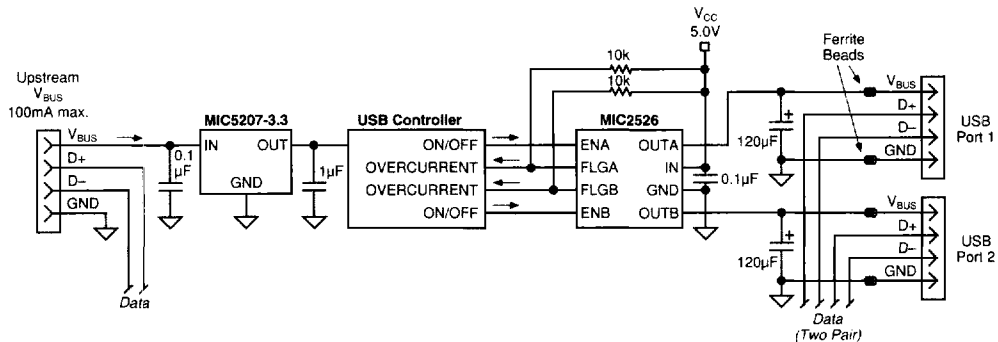 Upstream
VBUS
100mA max.
VBUS
D+
D–
GND
Data
0.1
µF
MIC5207-3.3
IN
OUT
GND
1µF
USB Controller
ON/OFF
OVERCURRENT
OVERCURRENT
ON/OFF
10k
10k
VCC
5.0V
MIC2526
ENA
FLGA
FLGB
ENB
OUTA
IN
GND
OUTB
0.1µF
120µF
+
120µF
+
Ferrite
Beads
VBUS
D+
D–
GND
USB
Port 1
VBUS
D+
D–
GND
USB
Port 2
Data
(Two Pair)